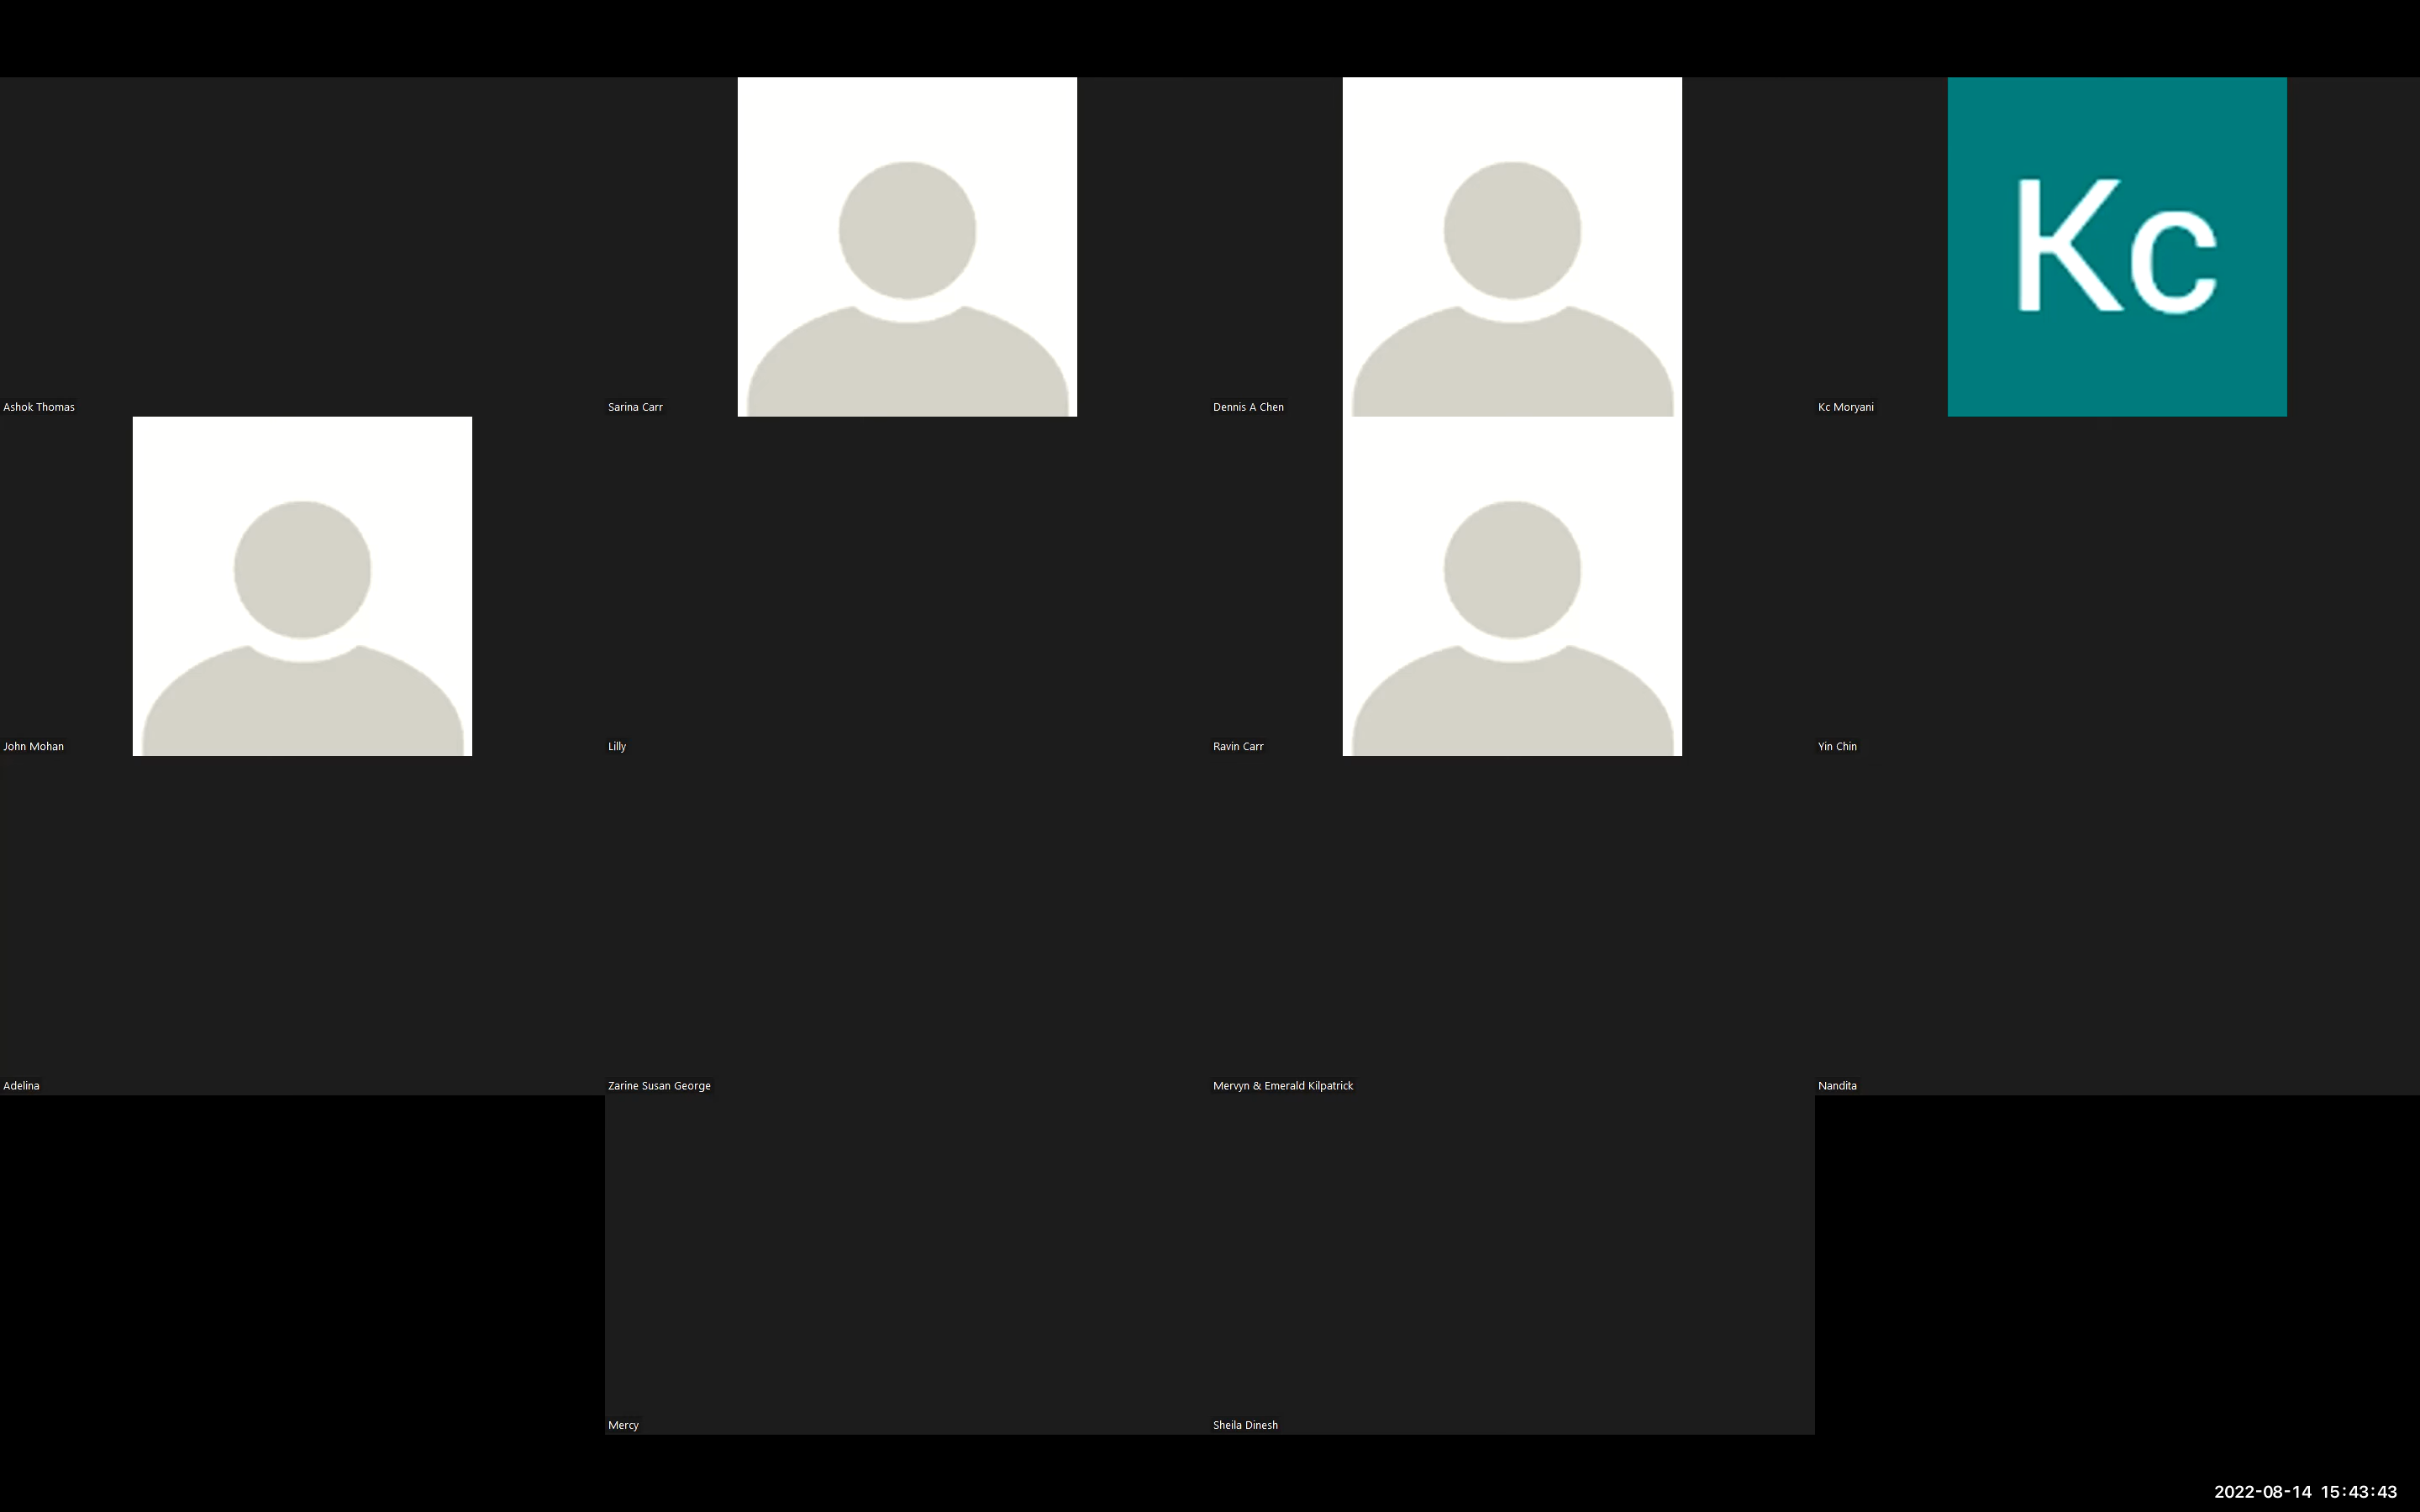 Kc
Ashok Thomas
Sarina Carr
Dennis A Chen
Kc Moryani
John Mohan
Lilly
Ravin Carr
Yin Chin
Adelina
Zarine Susan George
Mervyn & Emerald Kilpatrick
Nandita
Mercy
Sheila Dinesh
2022-08-14 15:43:43